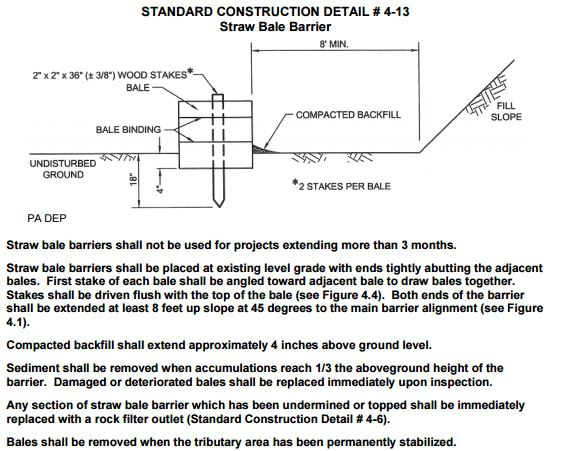 STANDARD CONSTRUCTION DETAIL # 4-13
Straw Bale Barrier
8' MIN.
2" x 2" x 36" (± 3/8") WOOD STAKES*
BALE
COMPACTED BACKFILL
FILL
SLOPE
BALE BINDING
UNDISTURBED
GROUND
18"
4"
*2 STAKES PER BALE
PA DEP
Straw bale barriers shall not be used for projects extending more than 3 months.
Straw bale barriers shall be placed at existing level grade with ends tightly abutting the adjacent
bales. First stake of each bale shall be angled toward adjacent bale to draw bales together.
Stakes shall be driven flush with the top of the bale (see Figure 4.4). Both ends of the barrier
shall be extended at least 8 feet up slope at 45 degrees to the main barrier alignment (see Figure
4.1).
Compacted backfill shall extend approximately 4 inches above ground level.
Sediment shall be removed when accumulations reach 1/3 the aboveground height of the
barrier. Damaged or deteriorated bales shall be replaced immediately upon inspection.
Any section of straw bale barrier which has been undermined or topped shall be immediately
replaced with a rock filter outlet (Standard Construction Detail # 4-6).
Bales shall be removed when the tributary area has been permanently stabilized.